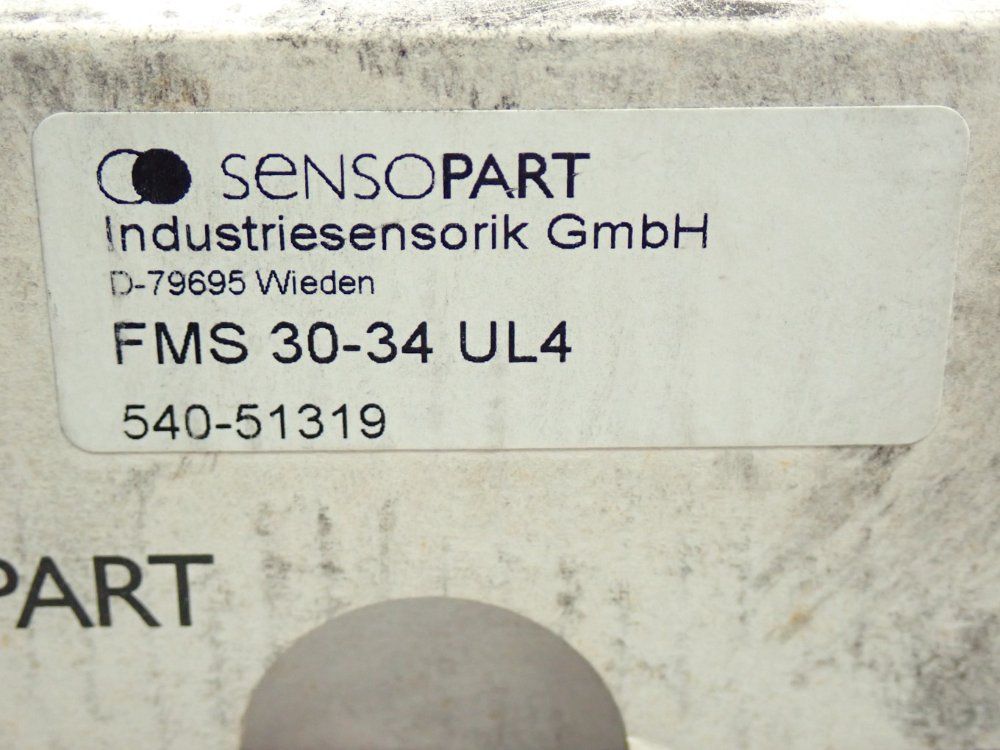 SENSOPART
Industriesensorik GmbH
D-79695 Wieden
FMS 30-34 UL4
540-51319
PART